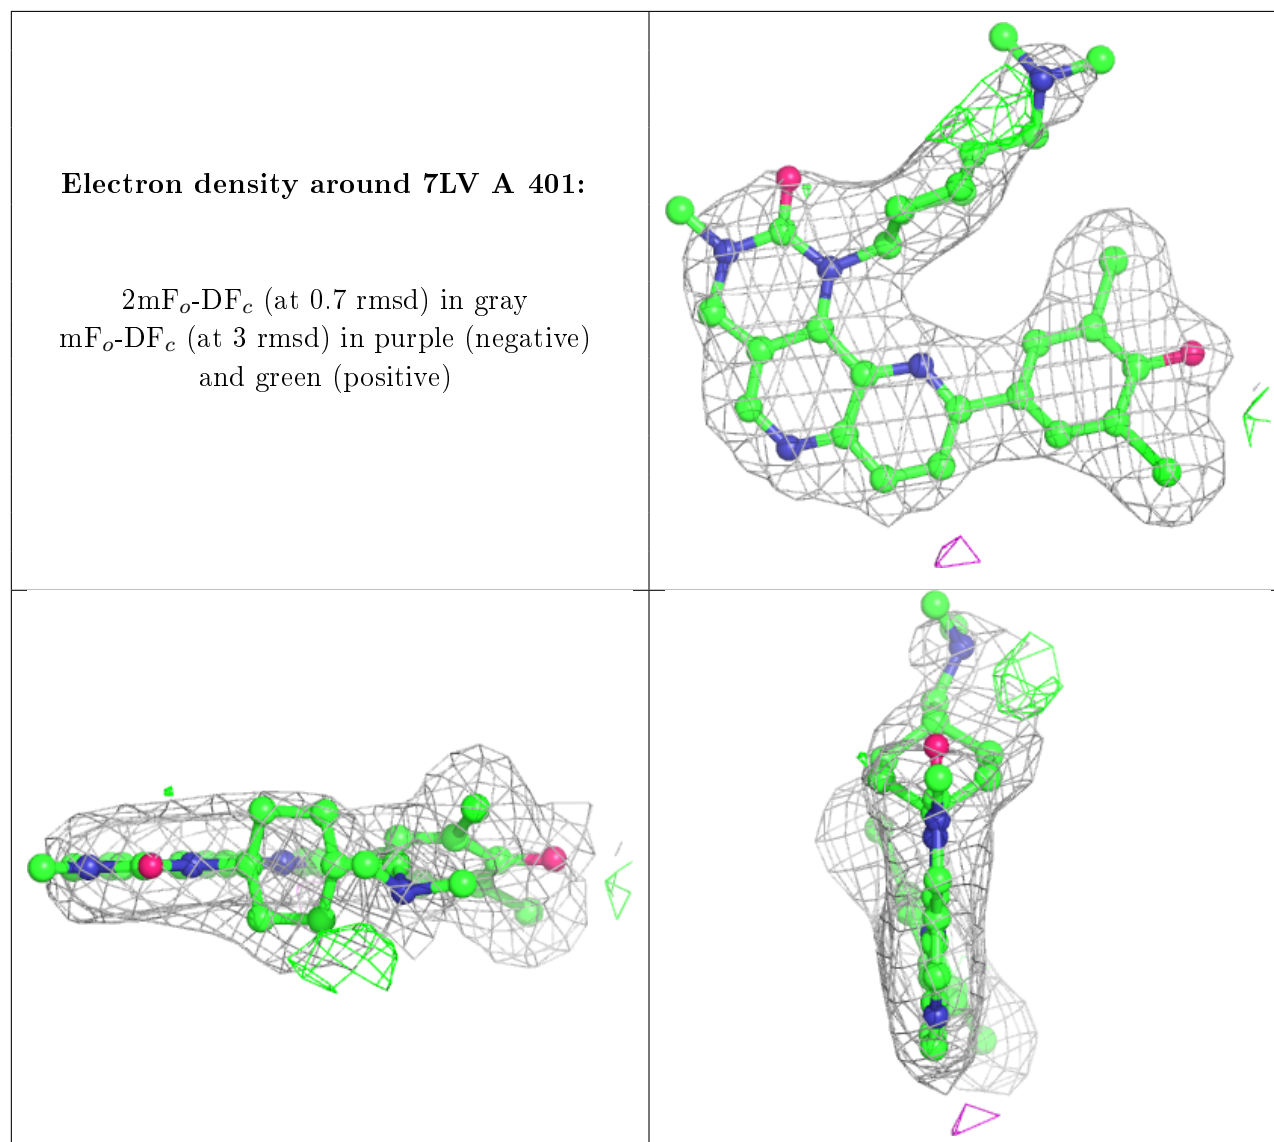 Electron density around 7LV A 401:
2mFo-DFc (at 0.7 rmsd) in gray
mFo-DFc (at 3 rmsd) in purple (negative)
and green (positive)